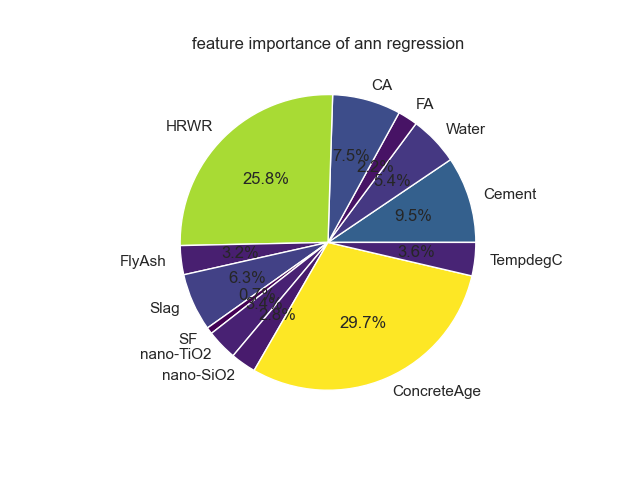 feature importance of ann regression
CA
FA
HRWR
Water
7.5%
5.4%
25.8%
Cement
9.5%
3.2%
3.6%
FlyAsh
TempdegC
6.3%
Slag
29.7%
SF
nano-TiO2
nano-SiO2
ConcreteAge